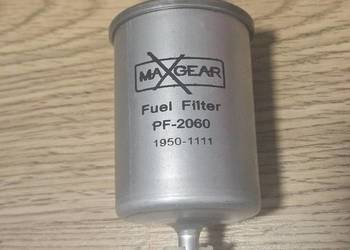 MAXGEAR
Fuel Filter
PF-2060
1950-1111